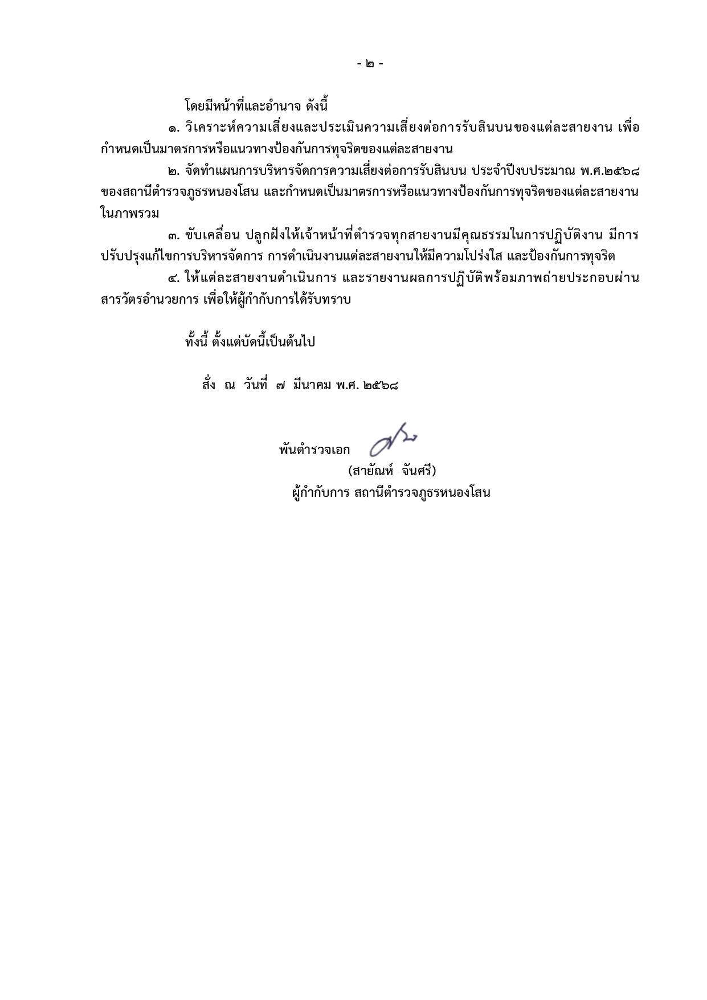 - ๒ -
โดยมีหน้าที่และอำนาจ ดังนี้
๑. วิเคราะห์ความเสี่ยงและประเมินความเสี่ยงต่อการรับสินบนของแต่ละสายงาน เพื่อ
กำหนดเป็นมาตรการหรือแนวทางป้องกันการทุจริตของแต่ละสายงาน
๒. จัดทำแผนการบริหารจัดการความเสี่ยงต่อการรับสินบน ประจำปีงบประมาณ พ.ศ.๒๕๖๘
ของสถานีตำรวจภูธรหนองโสน และกำหนดเป็นมาตรการหรือแนวทางป้องกันการทุจริตของแต่ละสายงาน
ในภาพรวม
๓. ขับเคลื่อน ปลูกฝังให้เจ้าหน้าที่ตำรวจทุกสายงานมีคุณธรรมในการปฏิบัติงาน มีการ
ปรับปรุงแก้ไขการบริหารจัดการ การดำเนินงานแต่ละสายงานให้มีความโปร่งใส และป้องกันการทุจริต
๔. ให้แต่ละสายงานดำเนินการ และรายงานผลการปฏิบัติพร้อมภาพถ่ายประกอบผ่าน
สารวัตรอำนวยการ เพื่อให้ผู้กำกับการได้รับทราบ
ทั้งนี้ ตั้งแต่บัดนี้เป็นต้นไป
สั่ง ณ วันที่ ๗ มีนาคม พ.ศ. ๒๕๖๘
พันตำรวจเอก
(สายัณห์ จันศรี)
ผู้กำกับการ สถานีตำรวจภูธรหนองโสน